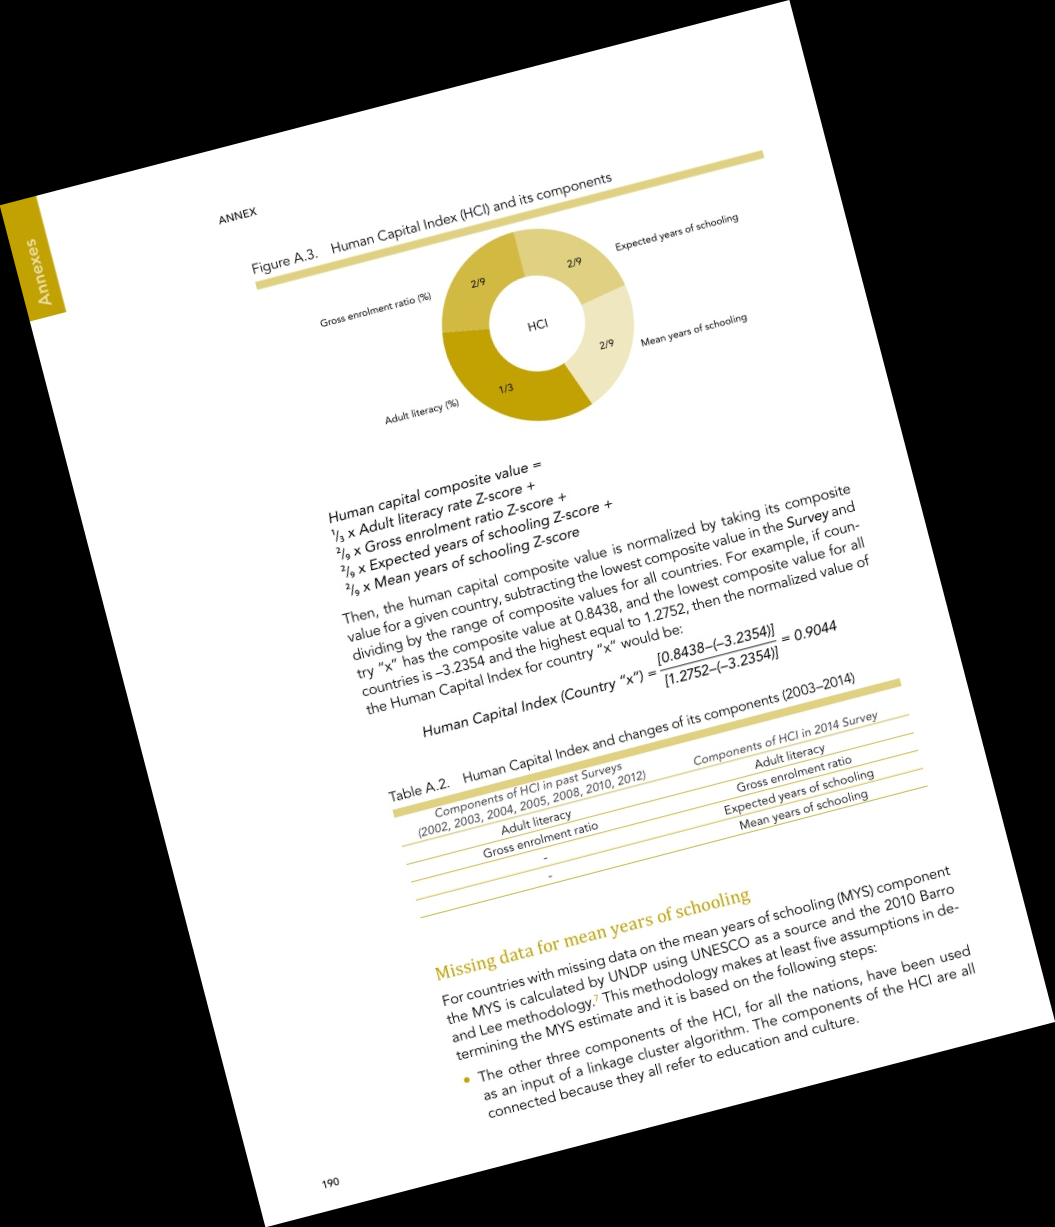 Annexes
ANNEX
Figure A.3. Human Capital Index (HCI) and its components
Expected years of schooling
2/9
2/9
Gross enrolment ratio (%)
HCI
Mean years of schooling
2/9
1/3
Adult literacy (%)
Human capital composite value =
1/3 x Adult literacy rate Z-score +
2/9 x Gross enrolment ratio Z-score +
2/9 x Expected years of schooling Z-score +
2/9 x Mean years of schooling Z-score
Then, the human capital composite value is normalized by taking its composite
value for a given country, subtracting the lowest composite value in the Survey and
dividing by the range of composite values for all countries. For example, if coun-
try “x” has the composite value at 0.8438, and the lowest composite value for all
countries is –3.2354 and the highest equal to 1.2752, then the normalized value of
the Human Capital Index for country “x” would be:
Human Capital Index (Country “x”) = [0.8438–(–3.2354)] / [1.2752–(–3.2354)] = 0.9044
Table A.2. Human Capital Index and changes of its components (2003–2014)
Components of HCI in past Surveys
(2002, 2003, 2004, 2005, 2008, 2010, 2012) Components of HCI in 2014 Survey
Adult literacy Adult literacy
Gross enrolment ratio Gross enrolment ratio
- Expected years of schooling
- Mean years of schooling
Missing data for mean years of schooling
For countries with missing data on the mean years of schooling (MYS) component
the MYS is calculated by UNDP using UNESCO as a source and the 2010 Barro
and Lee methodology.7 This methodology makes at least five assumptions in de-
termining the MYS estimate and it is based on the following steps:
• The other three components of the HCI, for all the nations, have been used
as an input of a linkage cluster algorithm. The components of the HCI are all
connected because they all refer to education and culture.
190